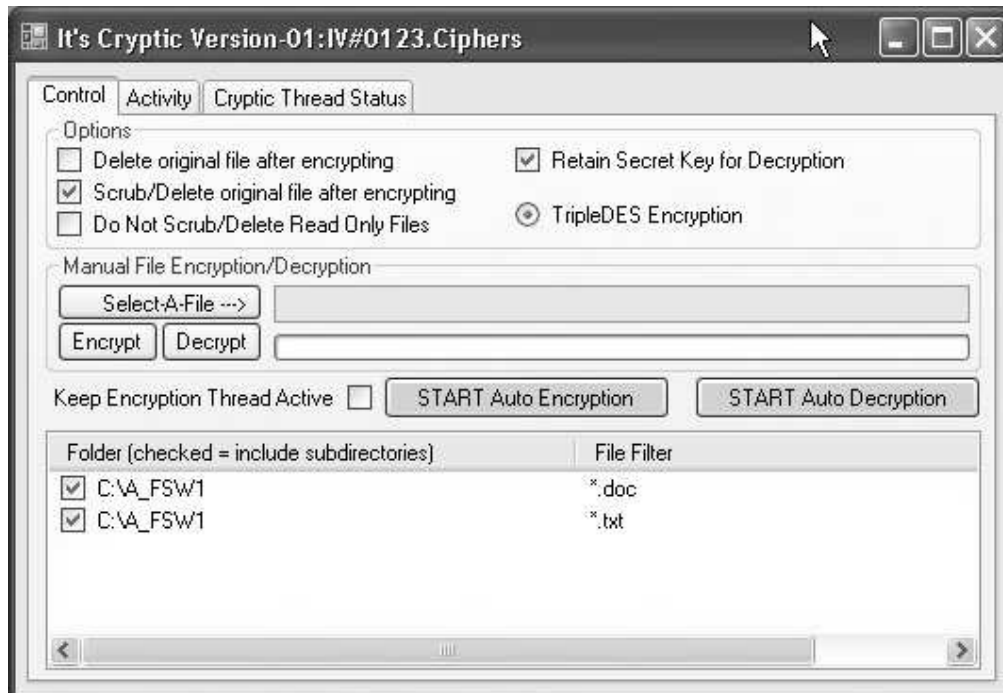 It's Cryptic Version-01:IV#0123.Ciphers
Control Activity Cryptic Thread Status
Options
Delete original file after encrypting
Scrub/Delete original file after encrypting
Do Not Scrub/Delete Read Only Files
Retain Secret Key for Decryption
TripleDES Encryption
Manual File Encryption/Decryption
Select-A-File --->
Encrypt Decrypt
Keep Encryption Thread Active START Auto Encryption START Auto Decryption
Folder (checked = include subdirectories) File Filter
C:\A_FSW1 *.doc
C:\A_FSW1 *.txt